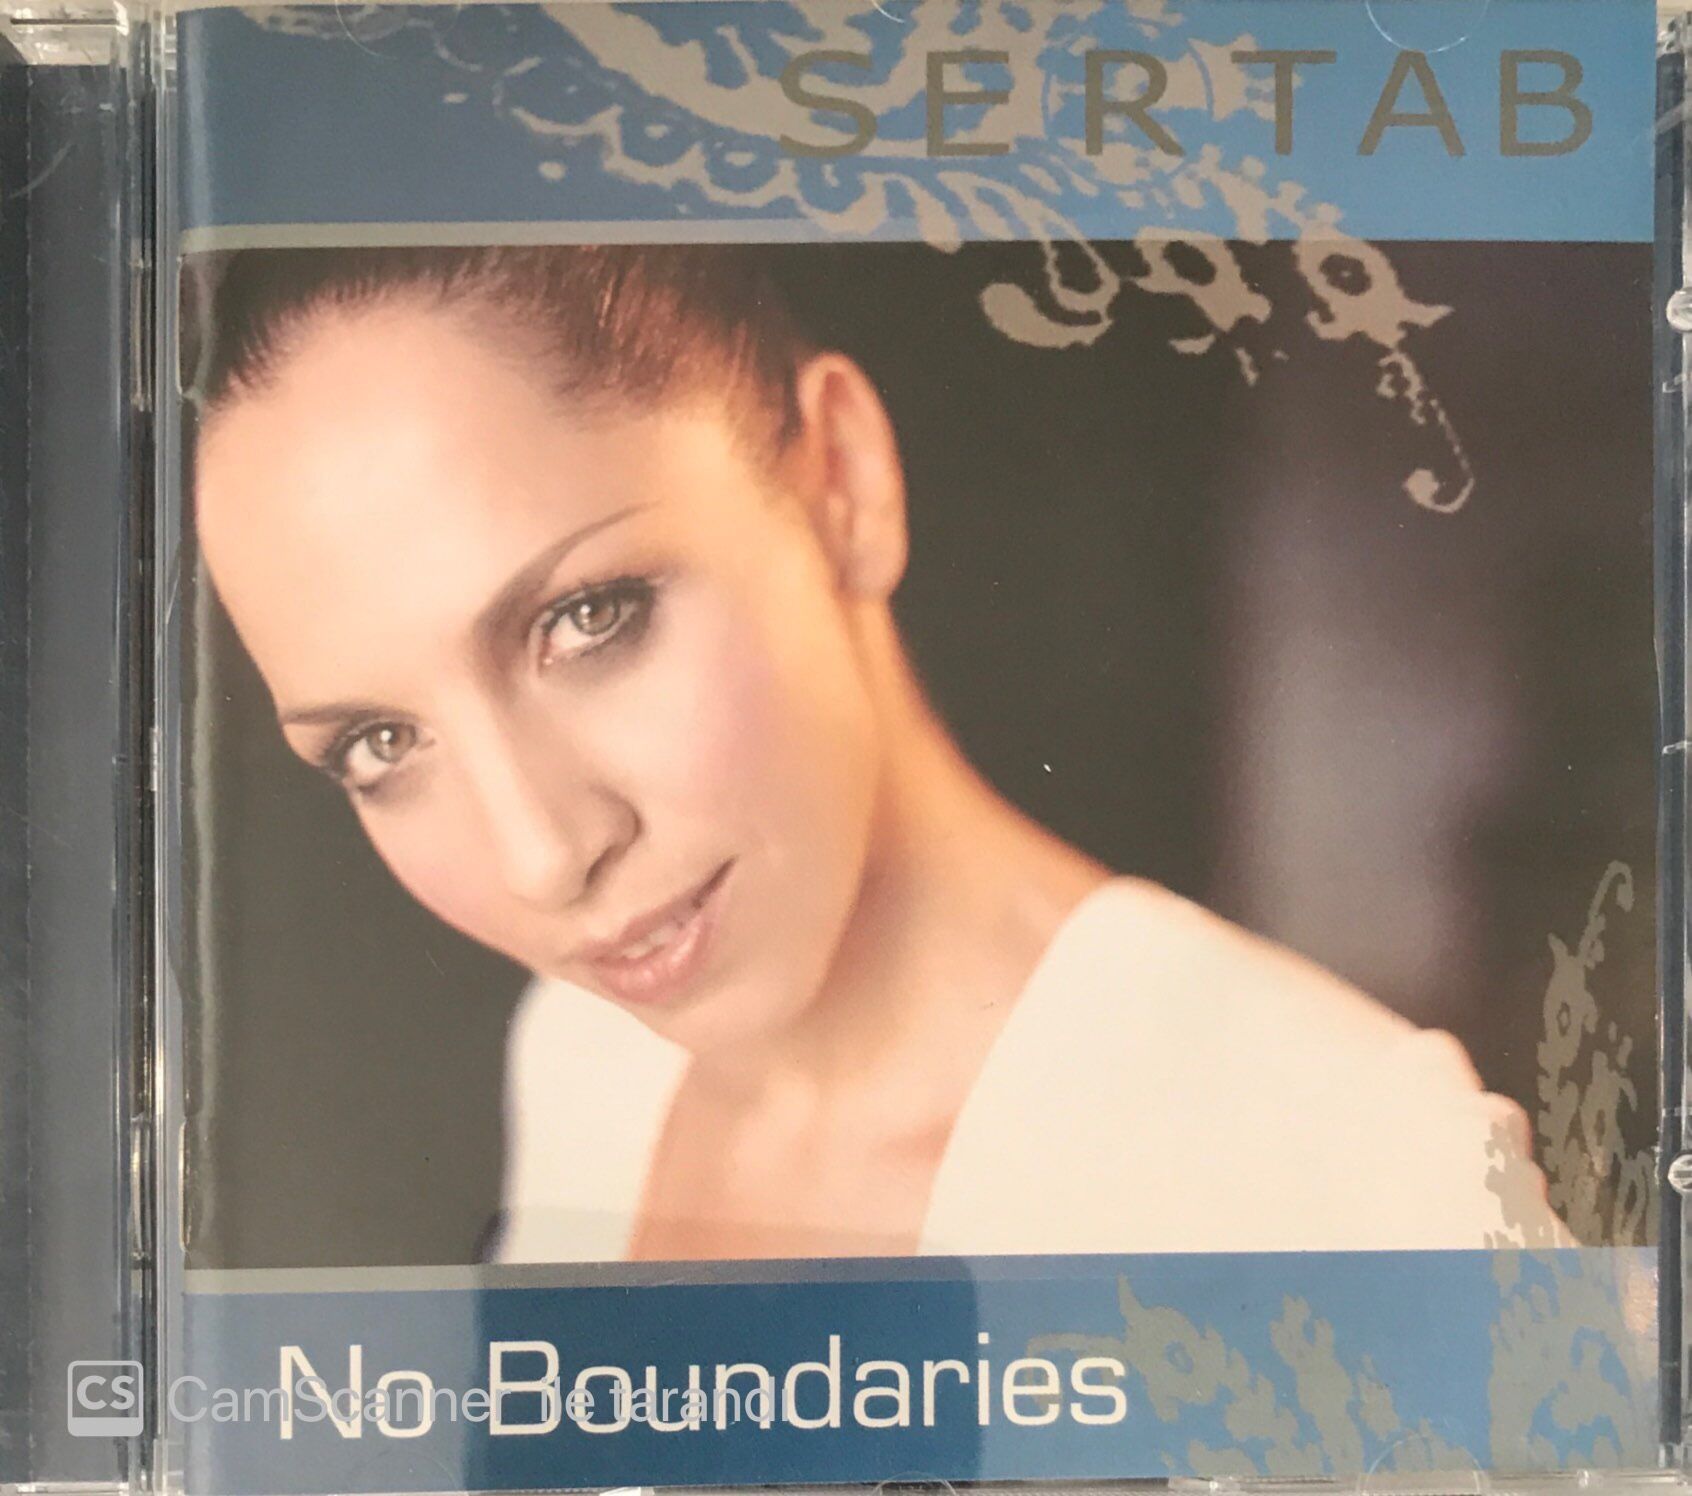 SERTAB
No Boundaries
CS CamScanner ile tarandı